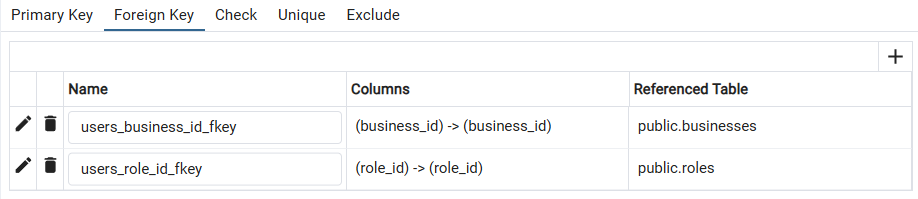 Primary Key Foreign Key Check Unique Exclude
Name Columns Referenced Table
users_business_id_fkey (business_id) -> (business_id) public.businesses
users_role_id_fkey (role_id) -> (role_id) public.roles